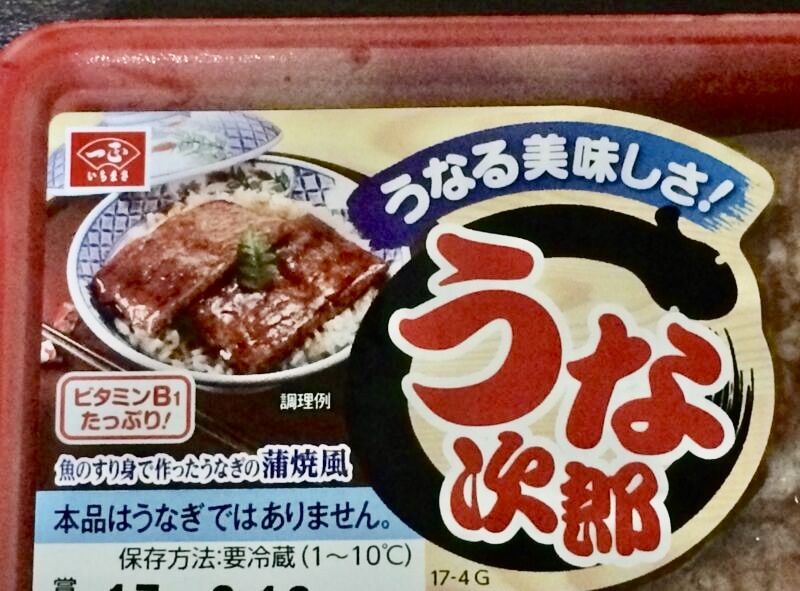 一正
いちまさ
うなる美味しさ!
うな
次郎
ビタミンB1
たっぷり!
調理例
魚のすり身で作ったうなぎの蒲焼風
本品はうなぎではありません。
保存方法:要冷蔵(1〜10℃)
17-4G